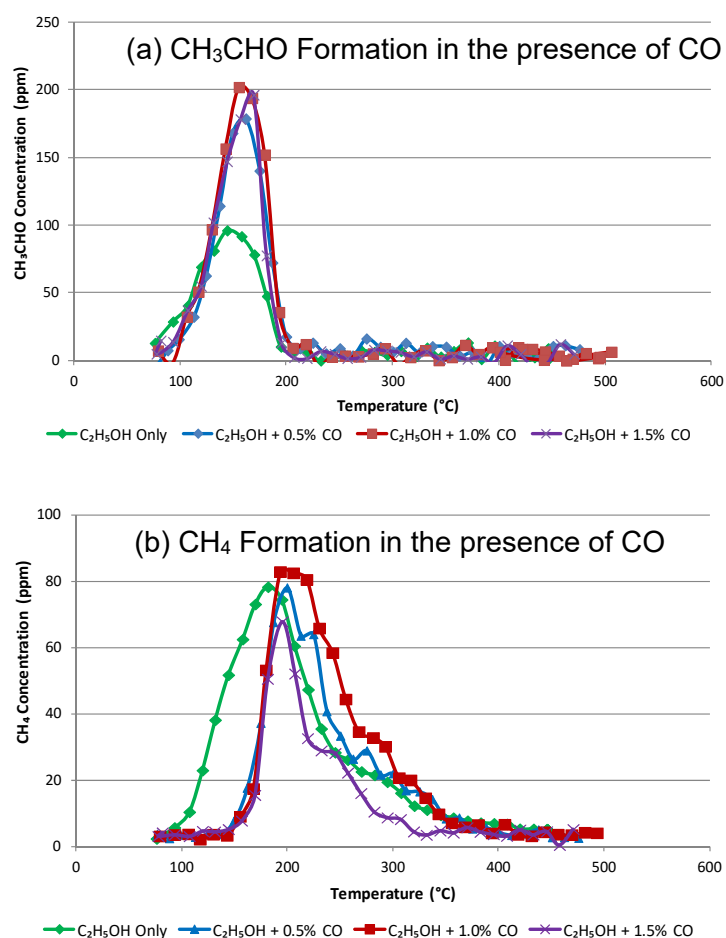 (a) CH₃CHO Formation in the presence of CO
250
200
150
100
50
0
CH₃CHO Concentration (ppm)
0 100 200 300 400 500 600
Temperature (°C)
C₂H₅OH Only C₂H₅OH + 0.5% CO C₂H₅OH + 1.0% CO C₂H₅OH + 1.5% CO
(b) CH₄ Formation in the presence of CO
100
80
60
40
20
0
CH₄ Concentration (ppm)
0 100 200 300 400 500 600
Temperature (°C)
C₂H₅OH Only C₂H₅OH + 0.5% CO C₂H₅OH + 1.0% CO C₂H₅OH + 1.5% CO